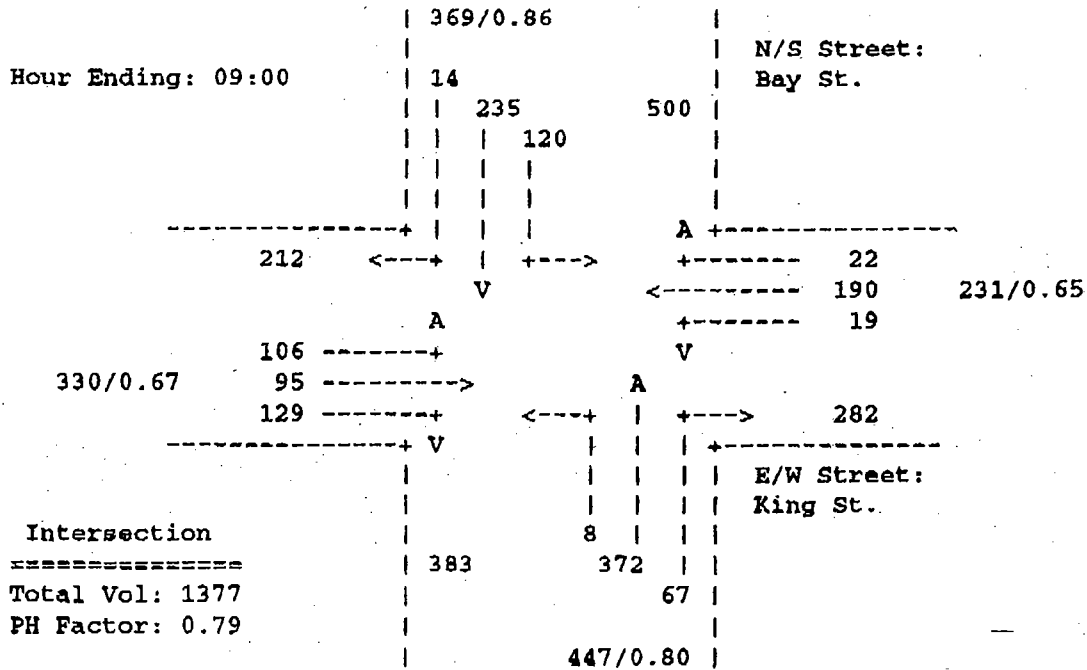 369/0.86
N/S Street:
Hour Ending: 09:00 14 Bay St.
235 500
120
212 22
190 231/0.65
19
106
330/0.67 95
129 282
E/W Street:
King St.
Intersection 8
383 372
Total Vol: 1377 67
PH Factor: 0.79
447/0.80